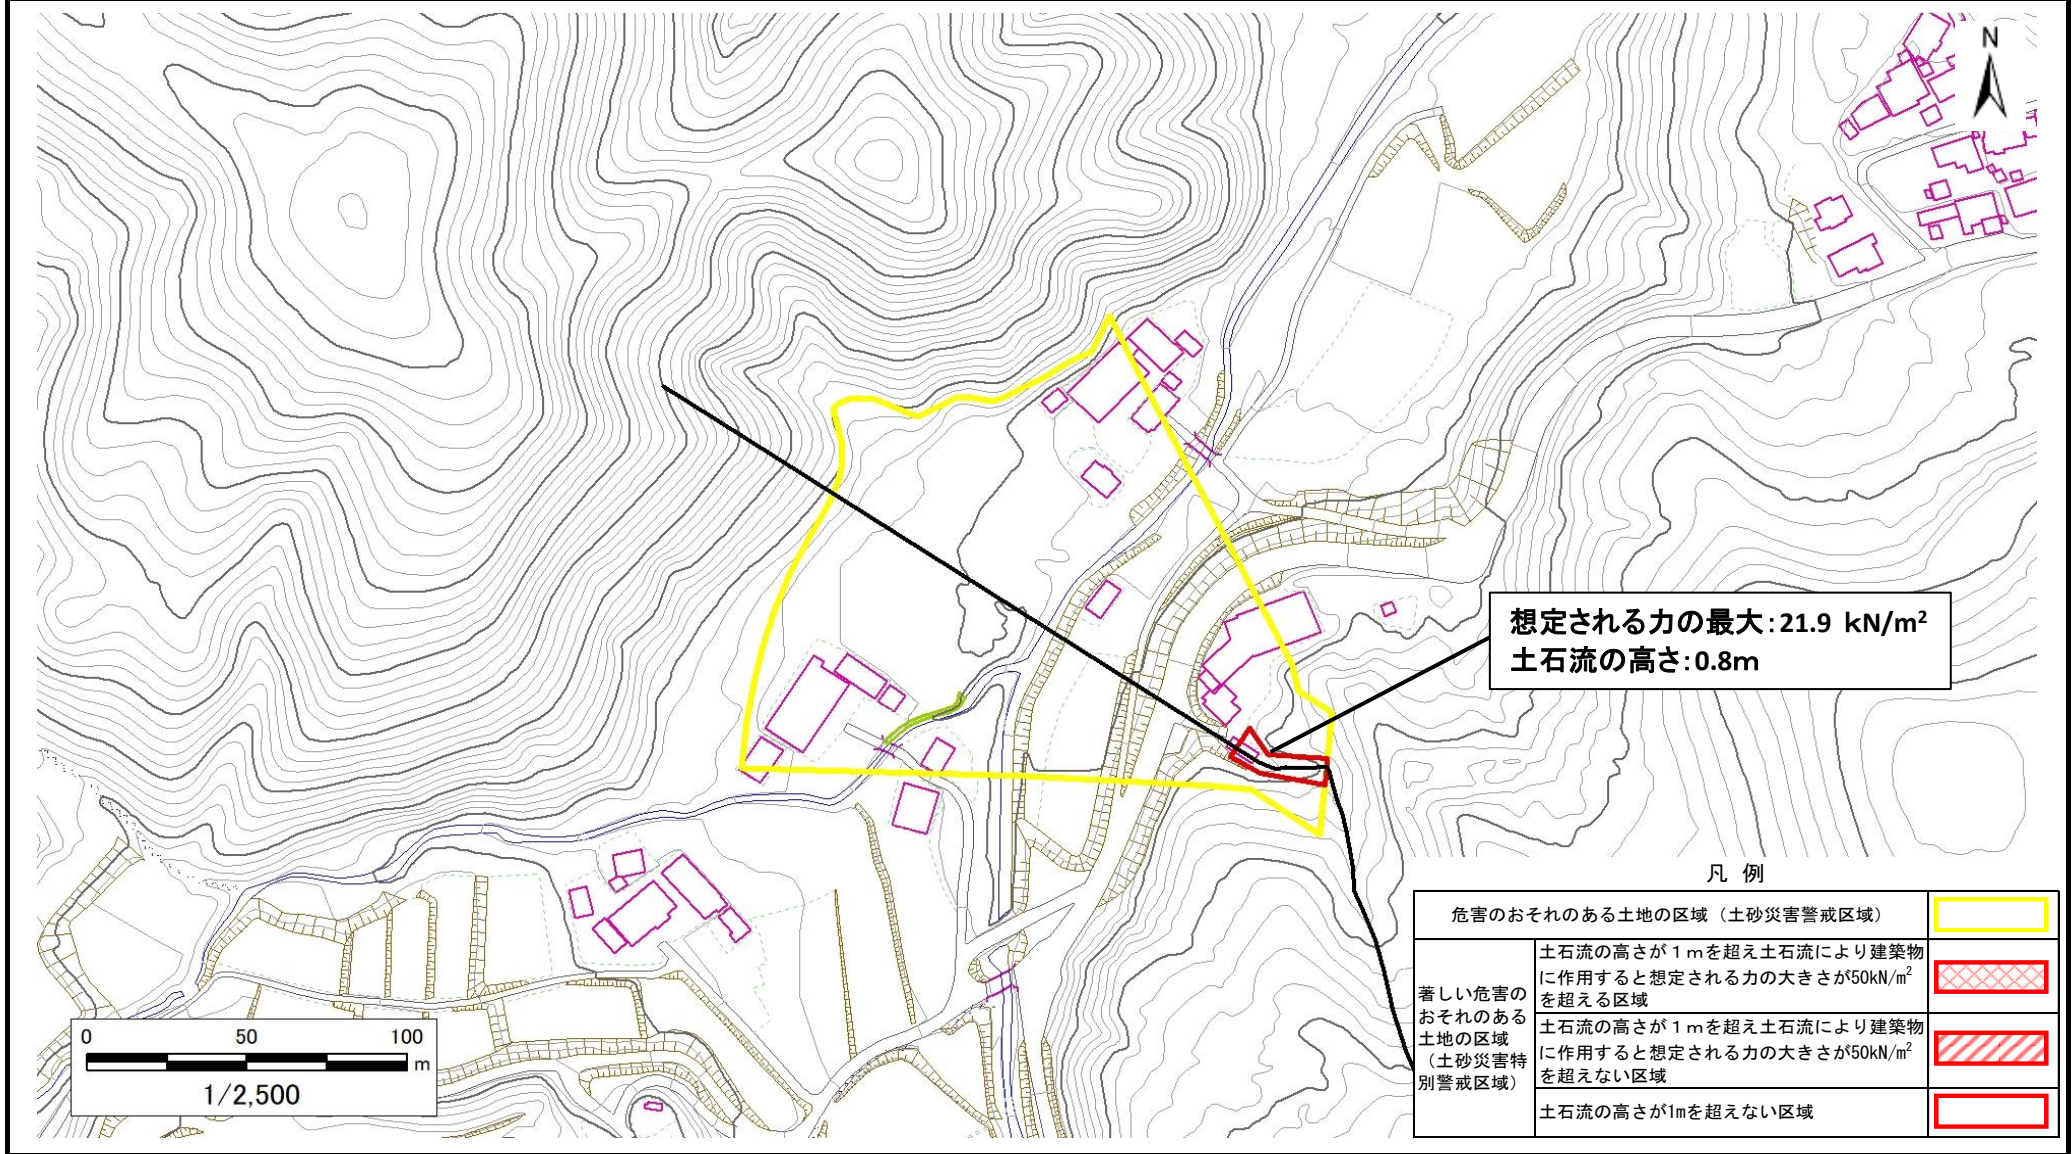 N
想定される力の最大:21.9 kN/m²
土石流の高さ:0.8m
凡 例
危害のおそれのある土地の区域（土砂災害警戒区域）
著しい危害の
おそれのある
土地の区域
（土砂災害特
別警戒区域）
土石流の高さが１ｍを超え土石流により建築物
に作用すると想定される力の大きさが50kN/m²
を超える区域
土石流の高さが１ｍを超え土石流により建築物
に作用すると想定される力の大きさが50kN/m²
を超えない区域
土石流の高さが1mを超えない区域
0 50 100
m
1/2,500